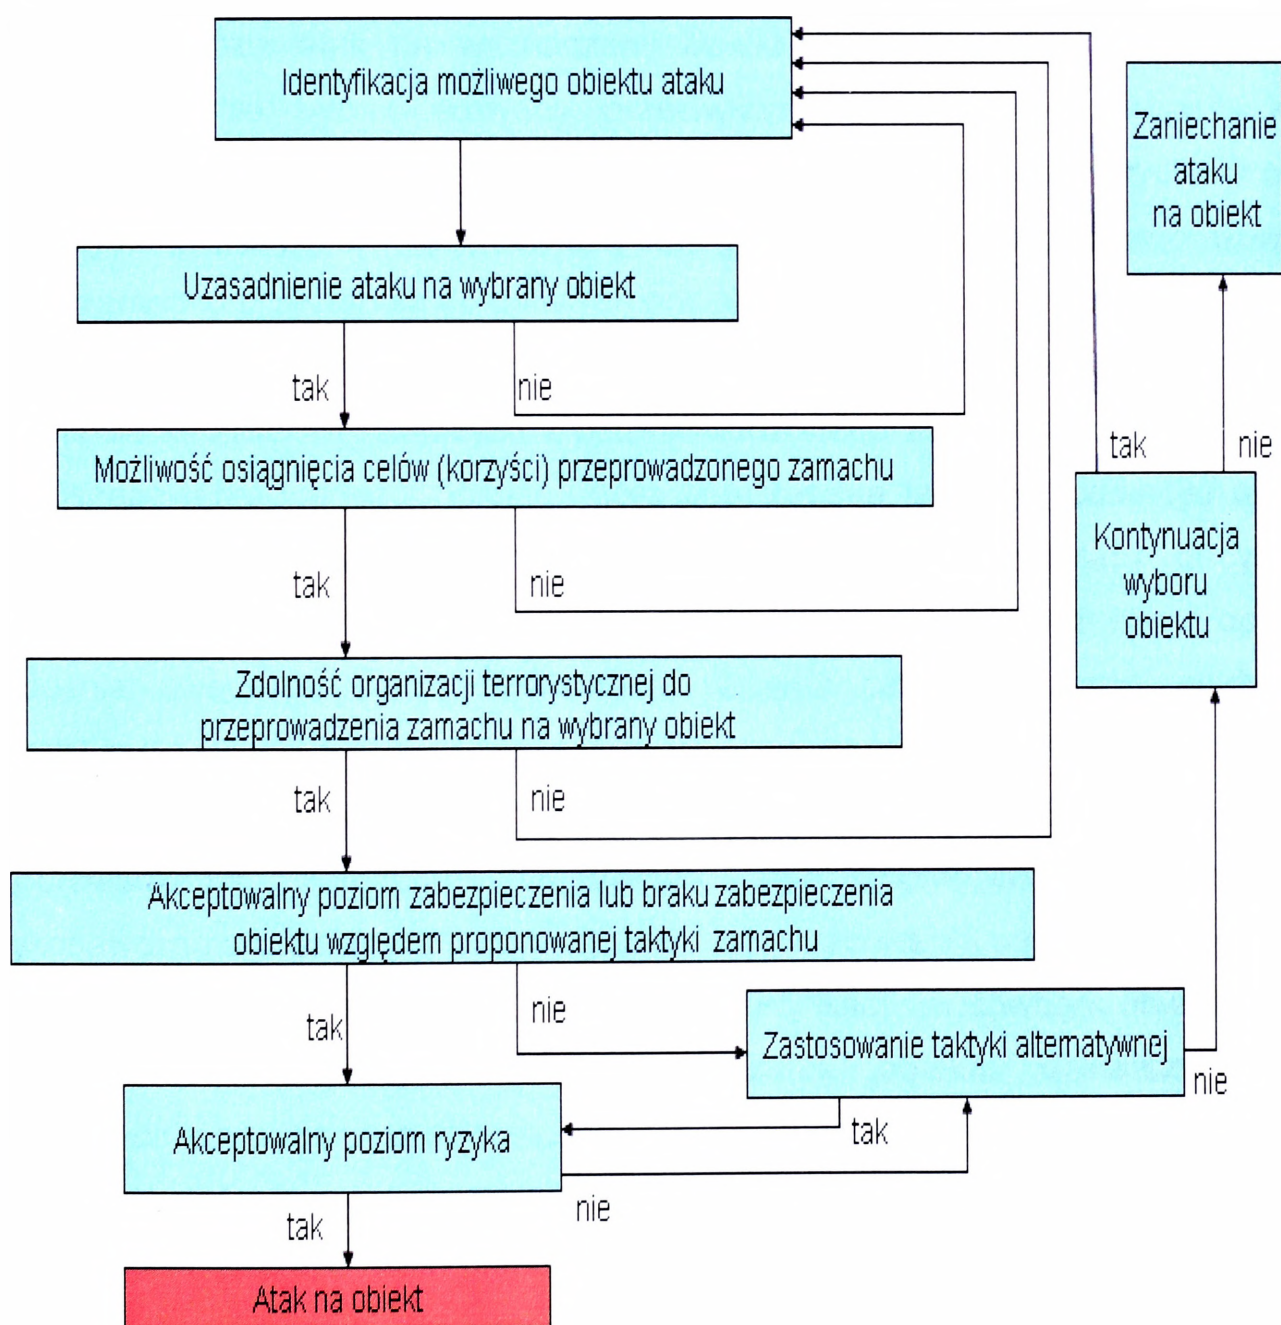 Identyfikacja możliwego obiektu ataku
Zaniechanie
ataku
na obiekt
Uzasadnienie ataku na wybrany obiekt
tak
nie
Możliwość osiągnięcia celów (korzyści) przeprowadzonego zamachu
tak
nie
Kontynuacja
wyboru
obiektu
tak
nie
Zdolność organizacji terrorystycznej do
przeprowadzenia zamachu na wybrany obiekt
tak
nie
Akceptowalny poziom zabezpieczenia lub braku zabezpieczenia
obiektu względem proponowanej taktyki zamachu
tak
nie
Zastosowanie taktyki alternatywnej
nie
tak
Akceptowalny poziom ryzyka
nie
tak
Atak na obiekt